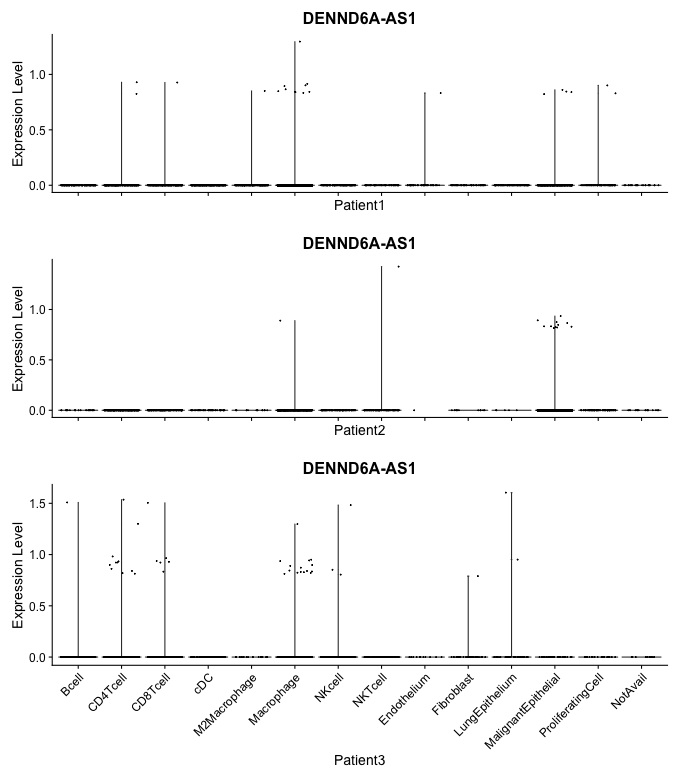 DENND6A-AS1
Expression Level
1.0
0.5
0.0
Patient1
DENND6A-AS1
Expression Level
1.0
0.5
0.0
Patient2
DENND6A-AS1
Expression Level
1.5
1.0
0.5
0.0
Bcell
CD4Tcell
CD8Tcell
cDC
M2Macrophage
Macrophage
NKcell
NKTcell
Endothelium
Fibroblast
LungEpithelium
MalignantEpithelial
ProliferatingCell
NotAvail
Patient3